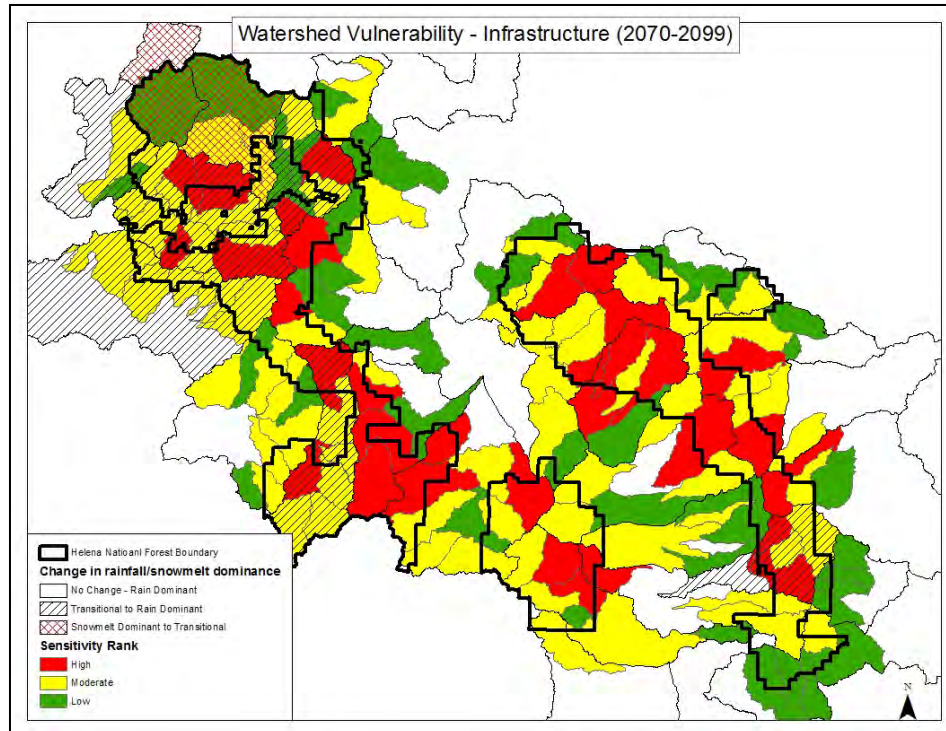 Watershed Vulnerability - Infrastructure (2070-2099)
Helena Natioanl Forest Boundary
Change in rainfall/snowmelt dominance
No Change - Rain Dominant
Transitional to Rain Dominant
Snowmelt Dominant to Transitional
Sensitivity Rank
High
Moderate
Low
N